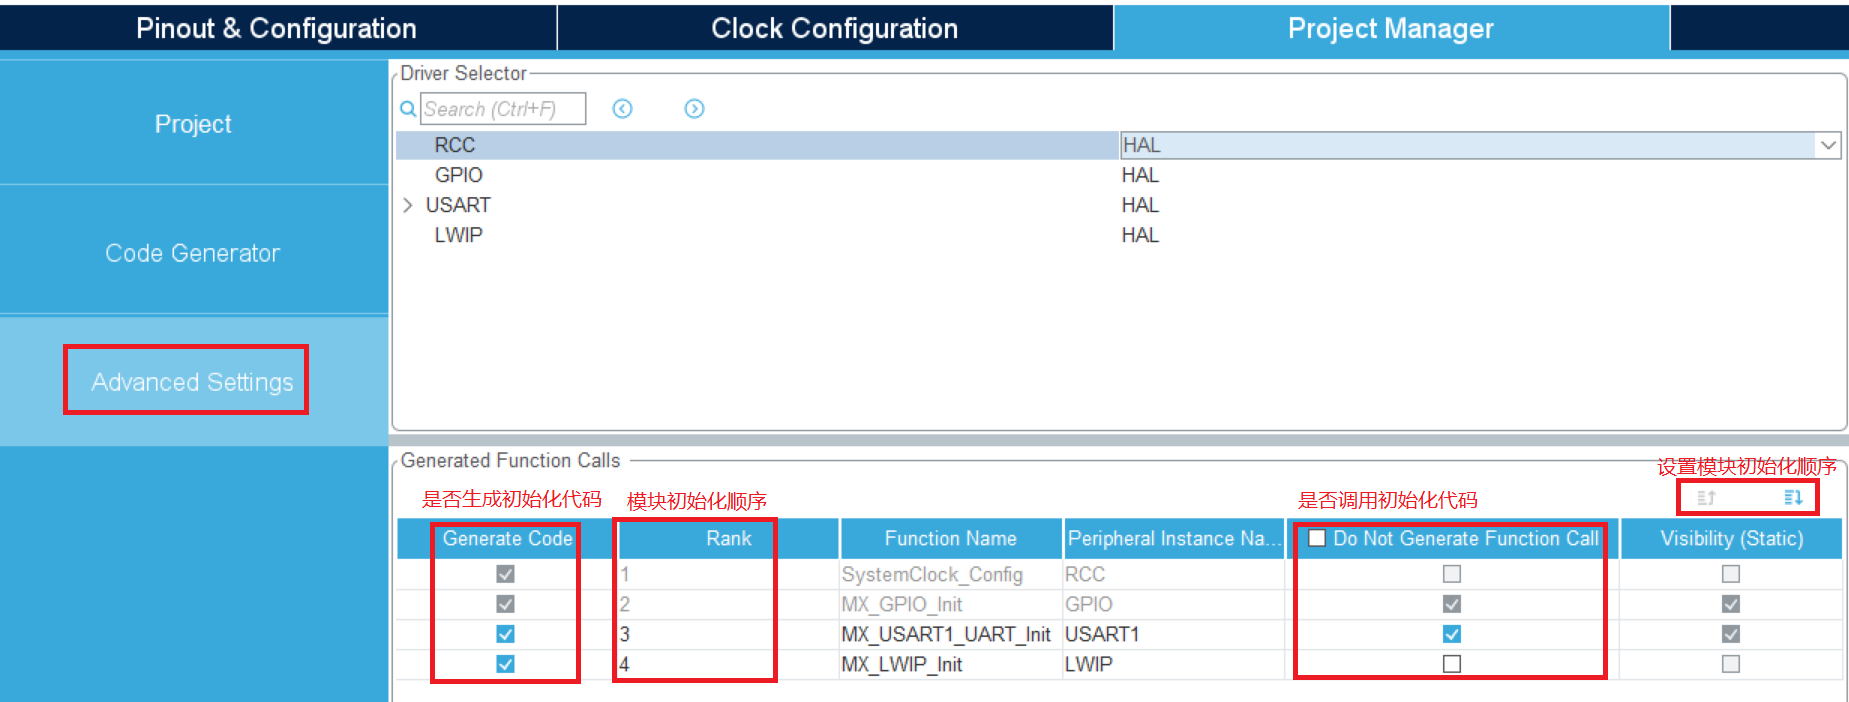 Pinout & Configuration
Clock Configuration
Project Manager
Project
Code Generator
Advanced Settings
Driver Selector
Search (Ctrl+F)
RCC HAL
GPIO HAL
USART HAL
LWIP HAL
Generated Function Calls
设置模块初始化顺序
是否生成初始化代码
模块初始化顺序
是否调用初始化代码
Generate Code Rank Function Name Peripheral Instance Na... Do Not Generate Function Call Visibility (Static)
1 SystemClock_Config RCC
2 MX_GPIO_Init GPIO
3 MX_USART1_UART_Init USART1
4 MX_LWIP_Init LWIP